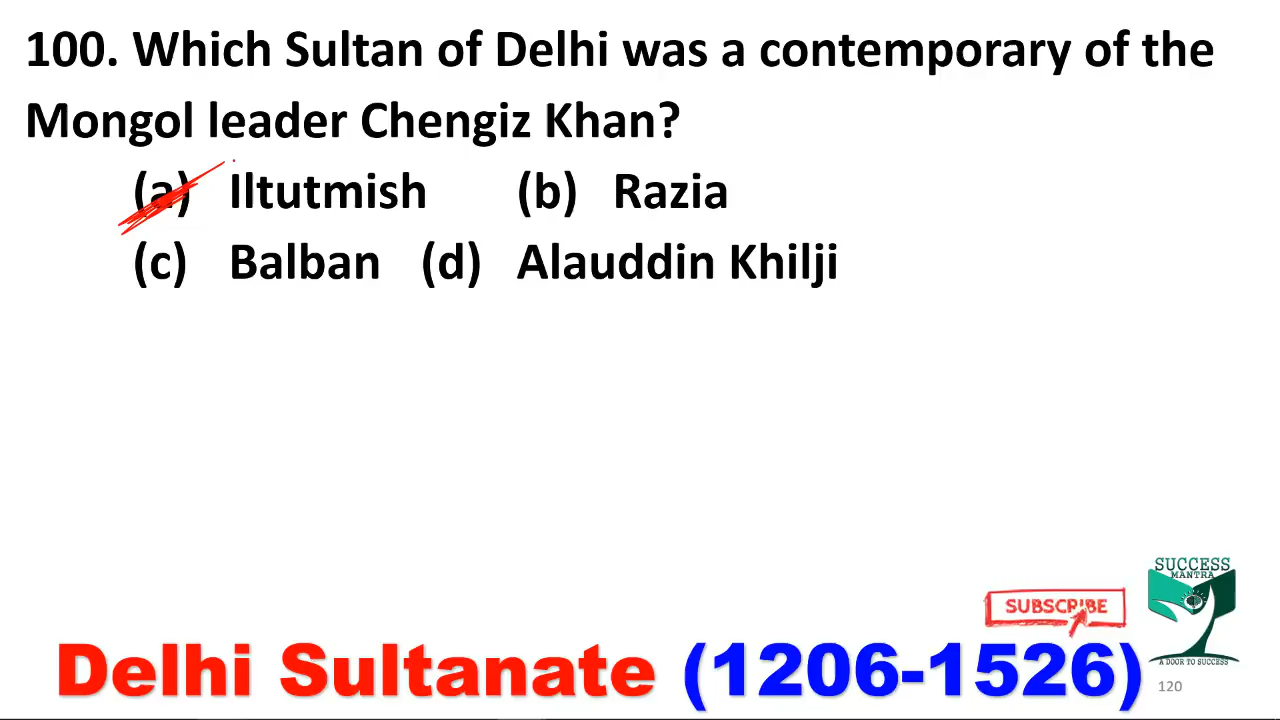 100. Which Sultan of Delhi was a contemporary of the
Mongol leader Chengiz Khan?
(a) Iltutmish (b) Razia
(c) Balban (d) Alauddin Khilji
SUCCESS
MANTRA
SUBSCRIBE
A DOOR TO SUCCESS
Delhi Sultanate (1206-1526)
120